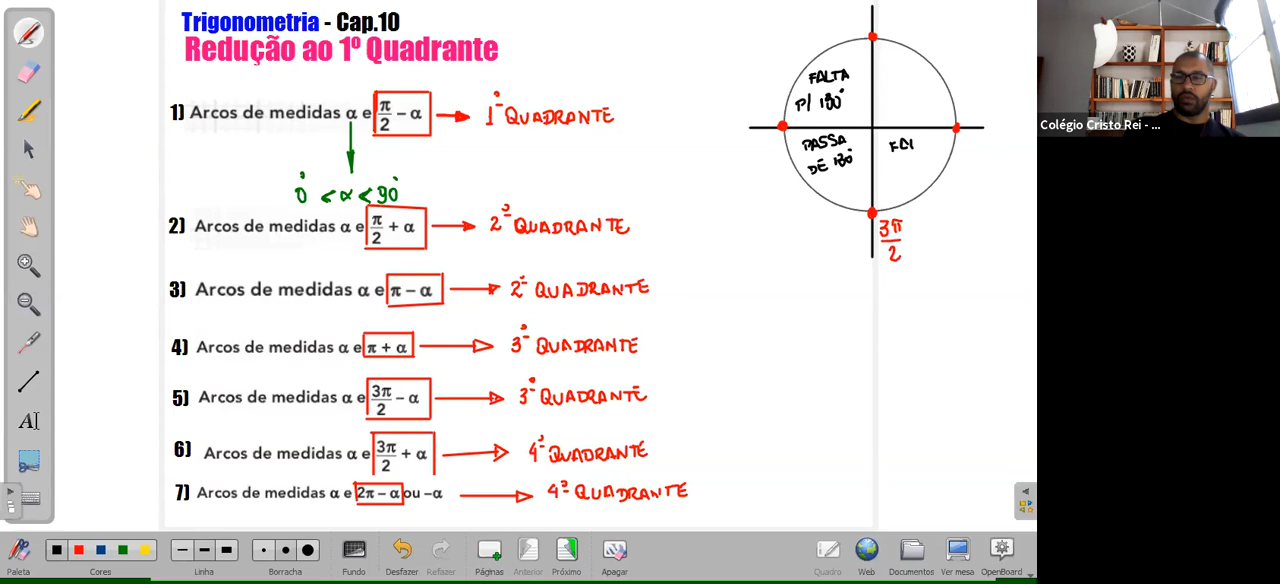 Trigonometria - Cap.10
Redução ao 1º Quadrante
1) Arcos de medidas α e π/2 − α → 1º QUADRANTE
0° < α < 90°
2) Arcos de medidas α e π/2 + α → 2º QUADRANTE
3) Arcos de medidas α e π − α → 2º QUADRANTE
4) Arcos de medidas α e π + α → 3º QUADRANTE
5) Arcos de medidas α e 3π/2 − α → 3º QUADRANTE
6) Arcos de medidas α e 3π/2 + α → 4º QUADRANTE
7) Arcos de medidas α e 2π − α ou −α → 4º QUADRANTE
FALTA
P/ 180°
PASSA
DE 180°
3π/2
Colégio Cristo Rei - ...
AI
Paleta
Cores
Linha
Borracha
Fundo
Desfazer
Refazer
Páginas
Anterior
Próximo
Apagar
Quadro
Web
Documentos
Ver mesa
OpenBoard